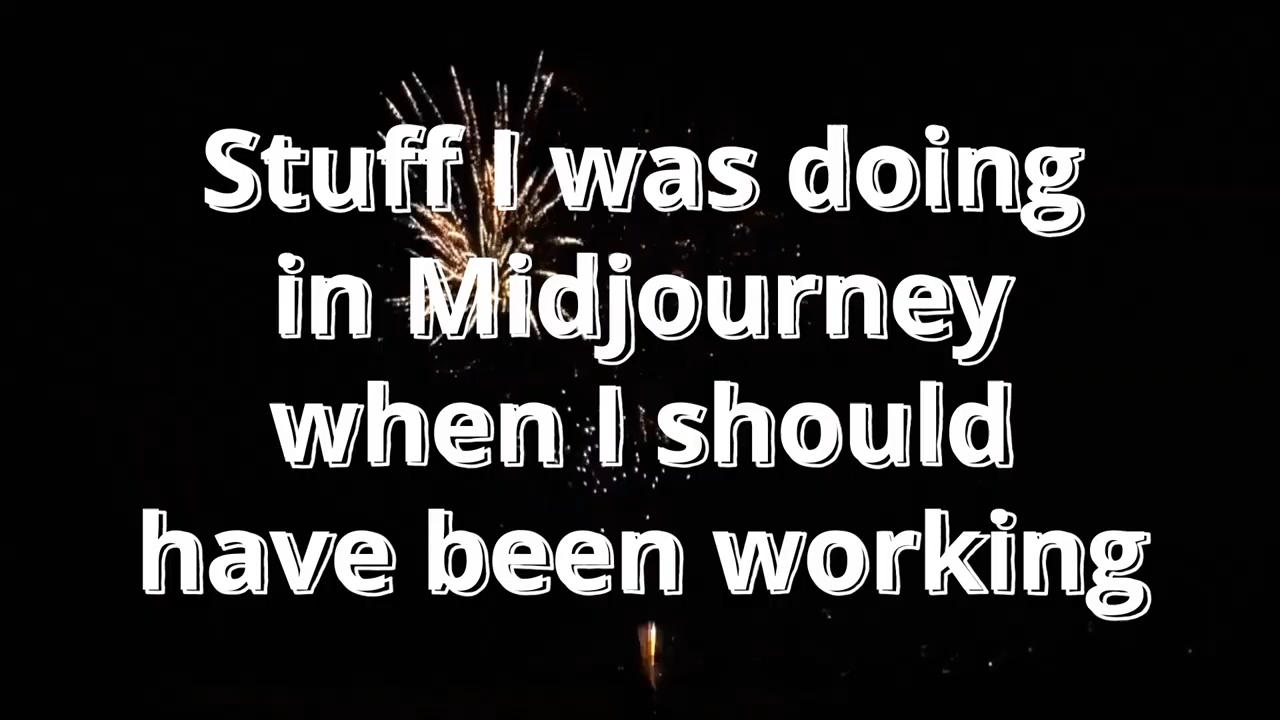 Stuff I was doing
in Midjourney
when I should
have been working